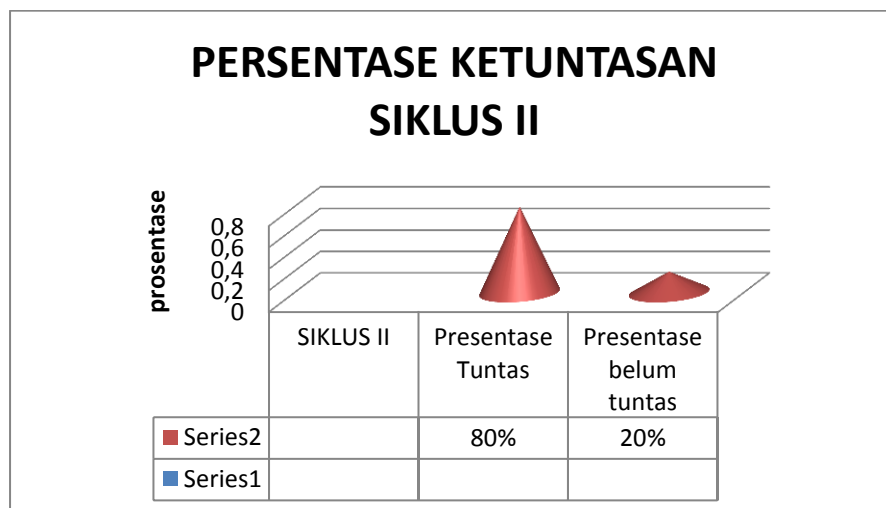 PERSENTASE KETUNTASAN
SIKLUS II
prosentase
0,8
0,6
0,4
0,2
0
SIKLUS II
Presentase
Tuntas
Presentase
belum
tuntas
Series2 80% 20%
Series1